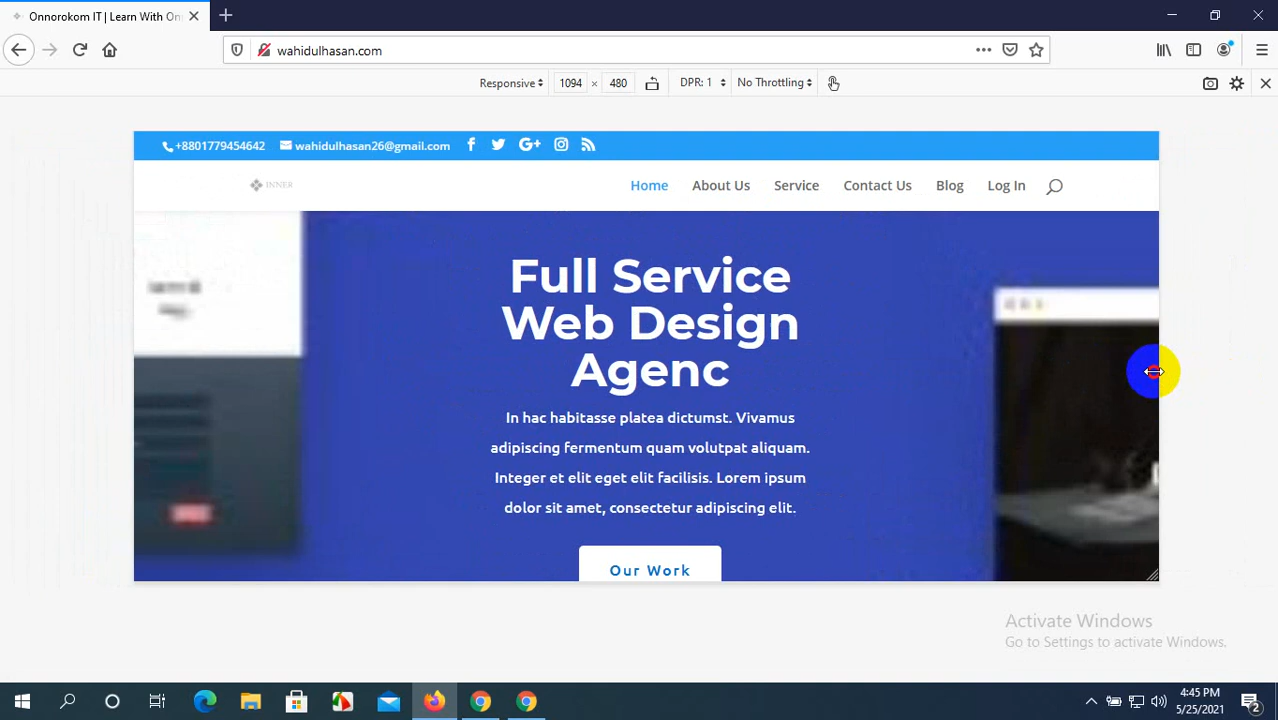 Onnorokom IT | Learn With On
wahidulhasan.com
Responsive 1094 × 480 DPR: 1 No Throttling
+8801779454642 wahidulhasan26@gmail.com
INNER Home About Us Service Contact Us Blog Log In
Full Service
Web Design
Agenc
In hac habitasse platea dictumst. Vivamus
adipiscing fermentum quam volutpat aliquam.
Integer et elit eget elit facilisis. Lorem ipsum
dolor sit amet, consectetur adipiscing elit.
Our Work
Activate Windows
Go to Settings to activate Windows.
4:45 PM
5/25/2021
2